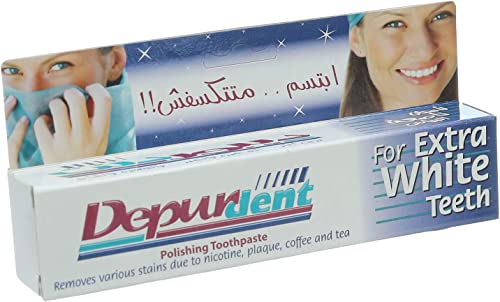 ابتسم . . متتكسفش!!
Depurdent
Polishing Toothpaste
Removes various stains due to nicotine, plaque, coffee and tea
For Extra
White
Teeth